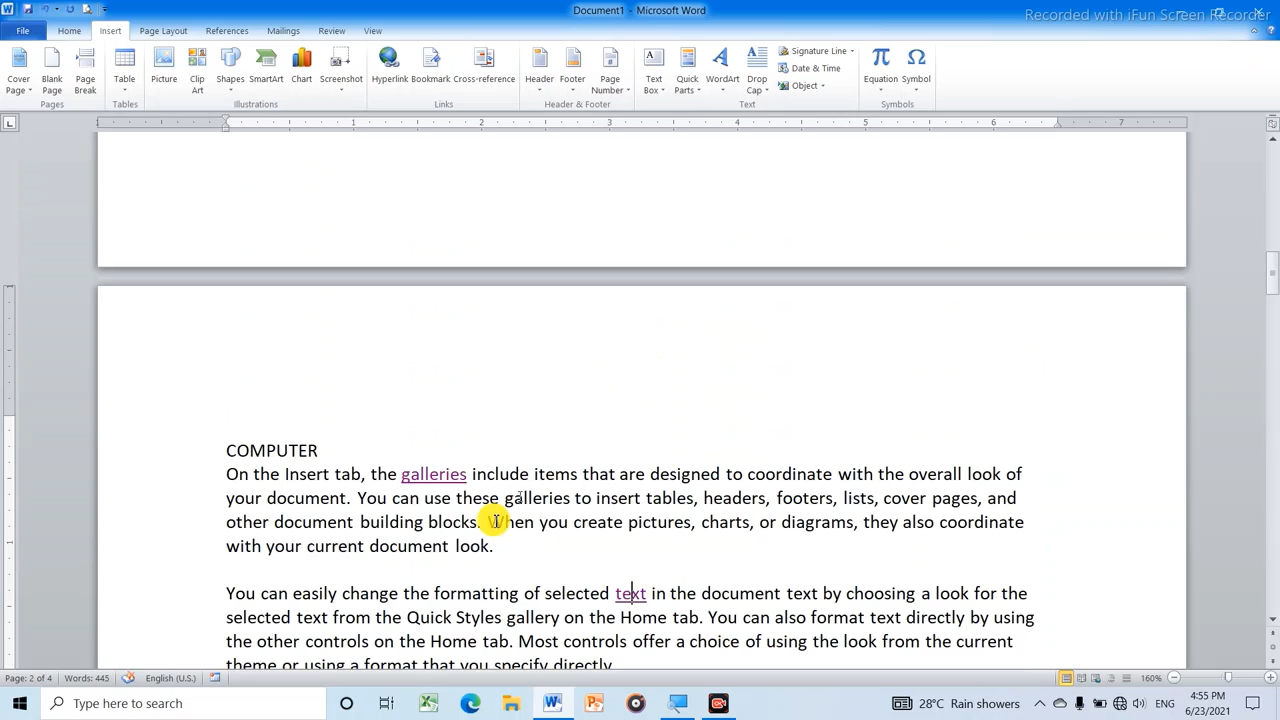 Document1 - Microsoft Word
Recorded with iFun Screen Recorder
File Home Insert Page Layout References Mailings Review View
Cover Page
Blank Page
Page Break
Table
Picture
Clip Art
Shapes
SmartArt
Chart
Screenshot
Hyperlink
Bookmark
Cross-reference
Header
Footer
Page Number
Text Box
Quick Parts
WordArt
Drop Cap
Signature Line
Date & Time
Object
Equation
Symbol
Pages Tables Illustrations Links Header & Footer Text Symbols
1 2 3 4 5 6 7
COMPUTER
On the Insert tab, the galleries include items that are designed to coordinate with the overall look of
your document. You can use these galleries to insert tables, headers, footers, lists, cover pages, and
other document building blocks. When you create pictures, charts, or diagrams, they also coordinate
with your current document look.
You can easily change the formatting of selected text in the document text by choosing a look for the
selected text from the Quick Styles gallery on the Home tab. You can also format text directly by using
the other controls on the Home tab. Most controls offer a choice of using the look from the current
theme or using a format that you specify directly.
Page: 2 of 4 Words: 445 English (U.S.) 160%
Type here to search
28°C Rain showers
4:55 PM
6/23/2021